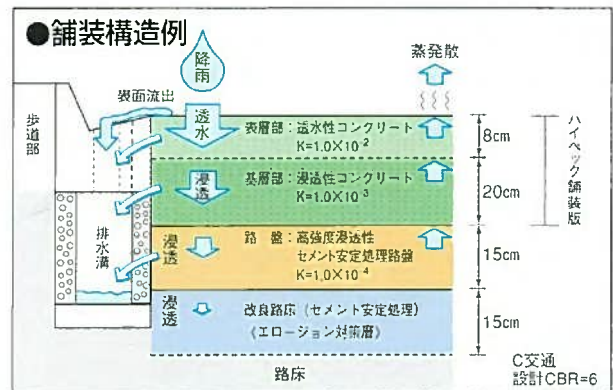 ●舗装構造例
降雨
蒸発散
表面流出
歩道部
透水
表層部：透水性コンクリート
K=1.0×10⁻²
8cm
ハイペック舗装版
浸透
基層部：浸透性コンクリート
K=1.0×10⁻³
20cm
排水溝
浸透
路　盤：高強度浸透性
セメント安定処理路盤
K=1.0×10⁻⁴
15cm
浸透
改良路床（セメント安定処理）
《エロージョン対策層》
15cm
路床
C交通
設計CBR=6